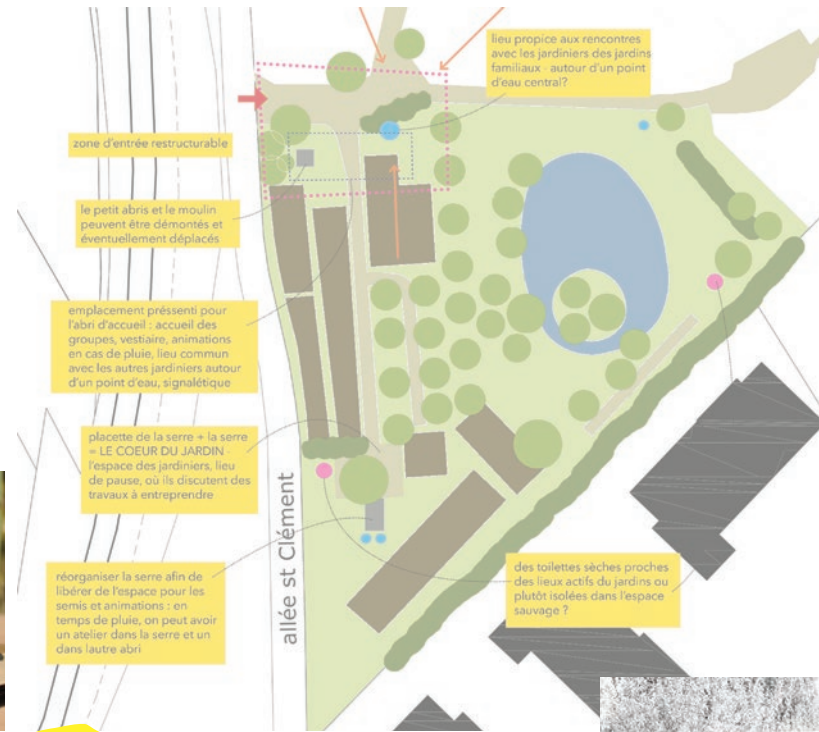 lieu propice aux rencontres
avec les jardiniers des jardins
familiaux - autour d'un point
d'eau central?
zone d'entrée restructurable
le petit abris et le moulin
peuvent être démontés et
éventuellement déplacés
emplacement préssenti pour
l'abri d'accueil : accueil des
groupes, vestiaire, animations
en cas de pluie, lieu commun
avec les autres jardiniers autour
d'un point d'eau, signalétique
placette de la serre + la serre
= LE COEUR DU JARDIN -
l'espace des jardiniers, lieu
de pause, où ils discutent des
travaux à entreprendre
réorganiser la serre afin de
libérer de l'espace pour les
semis et animations : en
temps de pluie, on peut avoir
un atelier dans la serre et un
dans lautre abri
allée st Clément
des toilettes sèches proches
des lieux actifs du jardins ou
plutôt isolées dans l'espace
sauvage ?